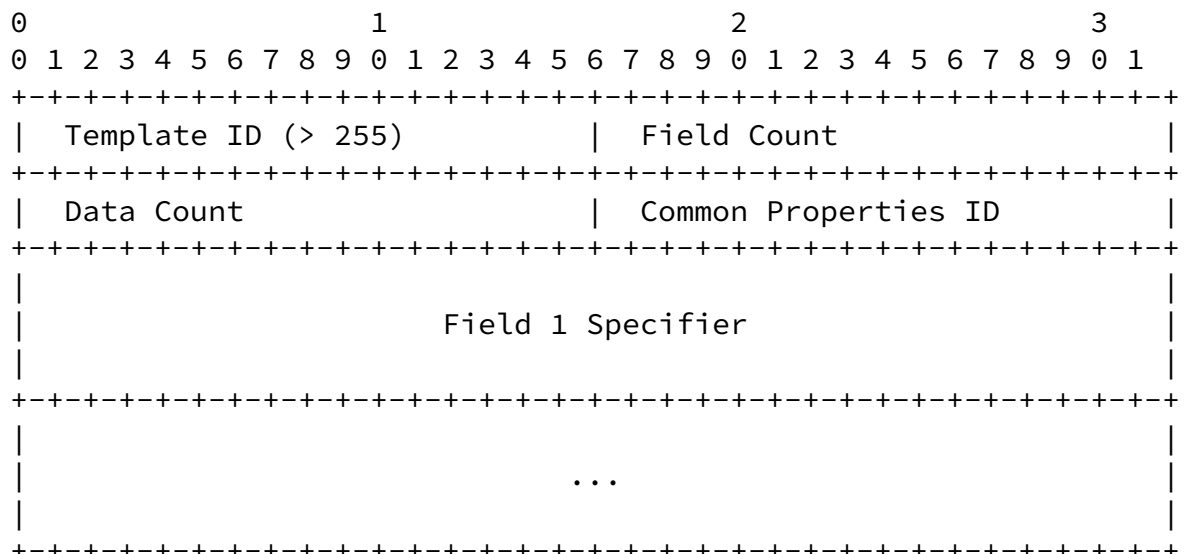 0                   1                   2                   3
0 1 2 3 4 5 6 7 8 9 0 1 2 3 4 5 6 7 8 9 0 1 2 3 4 5 6 7 8 9 0 1
+-+-+-+-+-+-+-+-+-+-+-+-+-+-+-+-+-+-+-+-+-+-+-+-+-+-+-+-+-+-+-+-+
|  Template ID (> 255)          |  Field Count                  |
+-+-+-+-+-+-+-+-+-+-+-+-+-+-+-+-+-+-+-+-+-+-+-+-+-+-+-+-+-+-+-+-+
|  Data Count                   |  Common Properties ID         |
+-+-+-+-+-+-+-+-+-+-+-+-+-+-+-+-+-+-+-+-+-+-+-+-+-+-+-+-+-+-+-+-+
|                                                               |
|                       Field 1 Specifier                       |
|                                                               |
+-+-+-+-+-+-+-+-+-+-+-+-+-+-+-+-+-+-+-+-+-+-+-+-+-+-+-+-+-+-+-+-+
|                                                               |
|                              ...                              |
|                                                               |
+-+-+-+-+-+-+-+-+-+-+-+-+-+-+-+-+-+-+-+-+-+-+-+-+-+-+-+-+-+-+-+-+